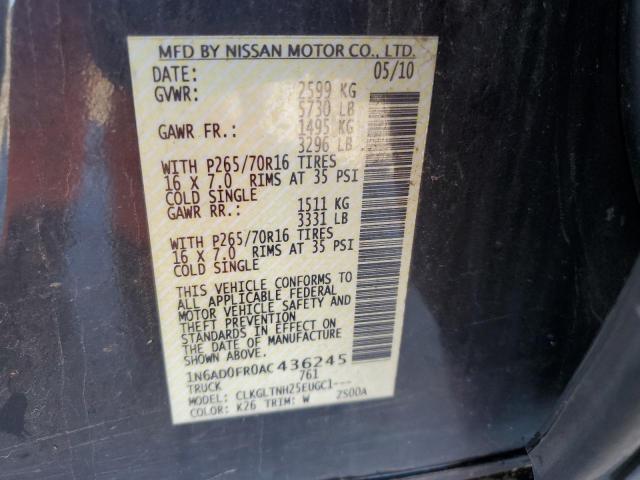 MFD BY NISSAN MOTOR CO., LTD.
DATE: 05/10
GVWR: 2599 KG
5730 LB
GAWR FR.: 1495 KG
3296 LB
WITH P265/70R16 TIRES
16 X 7.0 RIMS AT 35 PSI
COLD SINGLE
GAWR RR.: 1511 KG
3331 LB
WITH P265/70R16 TIRES
16 X 7.0 RIMS AT 35 PSI
COLD SINGLE
THIS VEHICLE CONFORMS TO
ALL APPLICABLE FEDERAL
MOTOR VEHICLE SAFETY AND
THEFT PREVENTION
STANDARDS IN EFFECT ON
THE DATE OF MANUFACTURE
SHOWN ABOVE.
1N6AD0FR0AC436245
TRUCK 761
MODEL: CLKGLTNHZ5EUGC1---
COLOR: K26 TRIM: W ZS00A